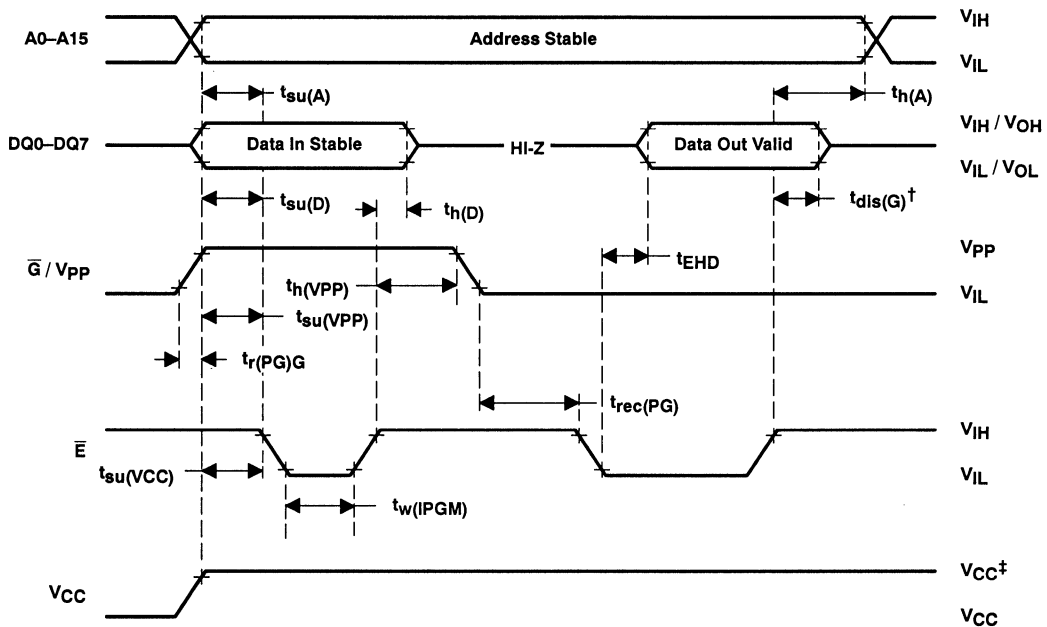 A0–A15
Address Stable
VIH
VIL
tsu(A)
th(A)
DQ0–DQ7
Data In Stable
HI-Z
Data Out Valid
VIH / VOH
VIL / VOL
tsu(D)
th(D)
tdis(G)†
G̅ / VPP
tEHD
VPP
th(VPP)
VIL
tsu(VPP)
tr(PG)G
trec(PG)
E̅
VIH
tsu(VCC)
VIL
tw(IPGM)
VCC
VCC‡
VCC